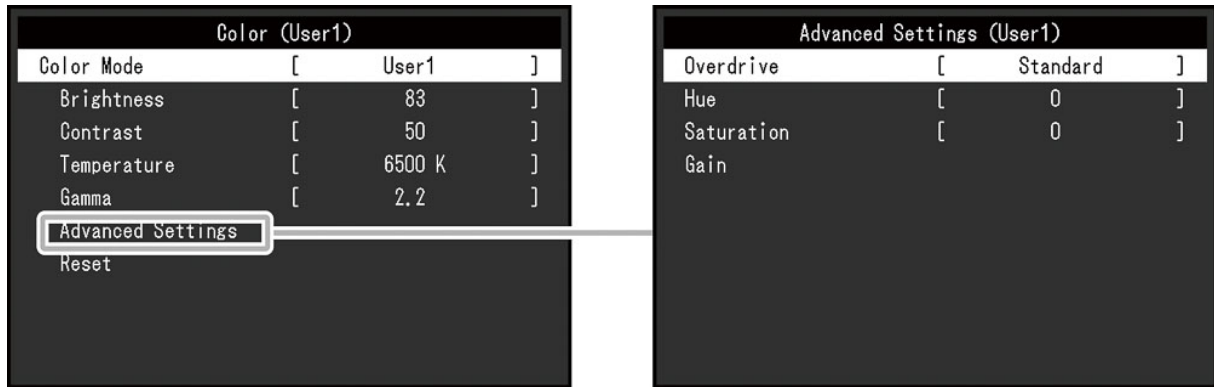 Color (User1)
Color Mode [ User1 ]
Brightness [ 83 ]
Contrast [ 50 ]
Temperature [ 6500 K ]
Gamma [ 2.2 ]
Advanced Settings
Reset
Advanced Settings (User1)
Overdrive [ Standard ]
Hue [ 0 ]
Saturation [ 0 ]
Gain